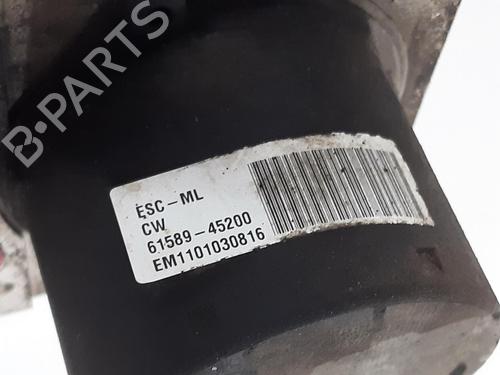 B-PARTS
ESC-ML
CW
61589-45200
EM1101030816